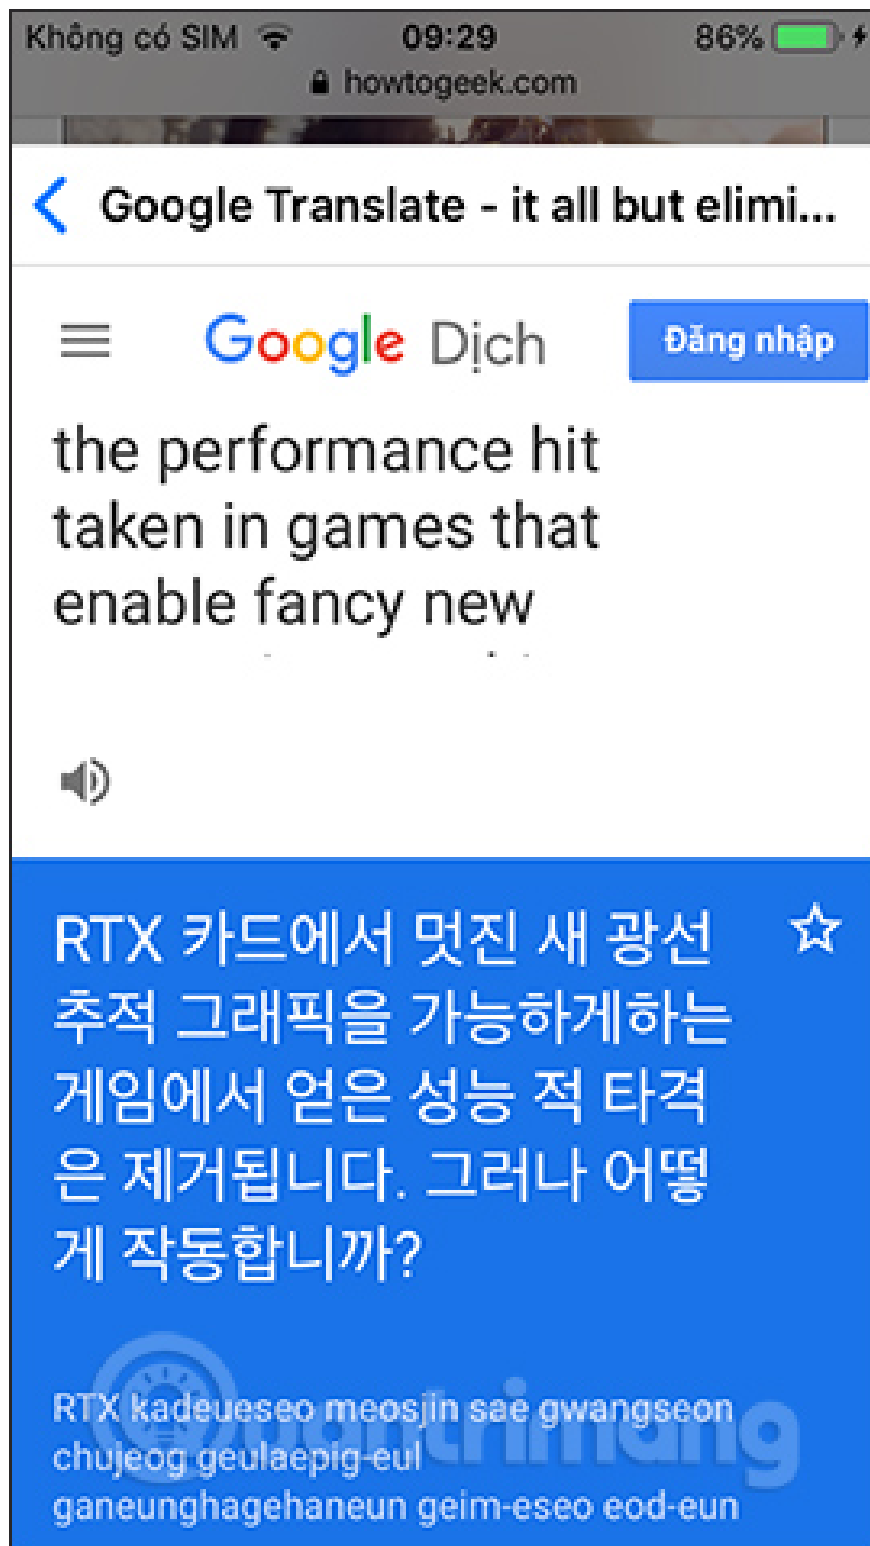 Không có SIM 09:29 86%
howtogeek.com
Google Translate - it all but elimi...
Google Dịch Đăng nhập
the performance hit
taken in games that
enable fancy new
RTX 카드에서 멋진 새 광선
추적 그래픽을 가능하게하는
게임에서 얻은 성능 적 타격
은 제거됩니다. 그러나 어떻
게 작동합니까?
RTX kadeueseo meosjin sae gwangseon
chujeog geulaepig-eul
ganeunghagehaneun geim-eseo eod-eun
uantrimang